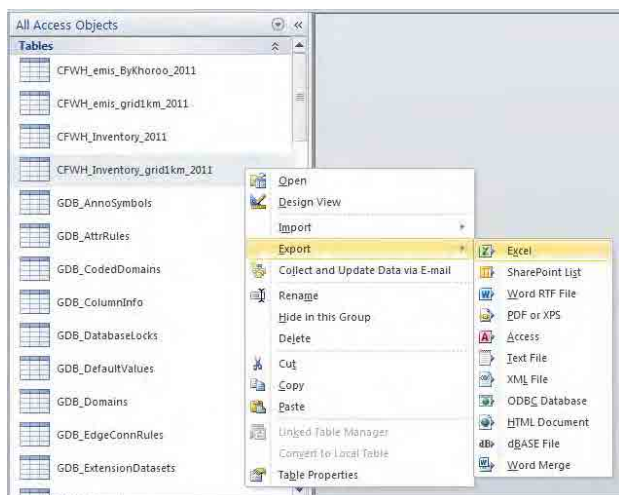 All Access Objects
Tables
CFWH_emis_ByKhoroo_2011
CFWH_emis_grid1km_2011
CFWH_Inventory_2011
CFWH_Inventory_grid1km_2011
GDB_AnnoSymbols
GDB_AttrRules
GDB_CodedDomains
GDB_ColumnInfo
GDB_DatabaseLocks
GDB_DefaultValues
GDB_Domains
GDB_EdgeConnRules
GDB_ExtensionDatasets
Open
Design View
Import
Export
Collect and Update Data via E-mail
Rename
Hide in this Group
Delete
Cut
Copy
Paste
Linked Table Manager
Convert to Local Table
Table Properties
Excel
SharePoint List
Word RTF File
PDF or XPS
Access
Text File
XML File
ODBC Database
HTML Document
dBASE File
Word Merge